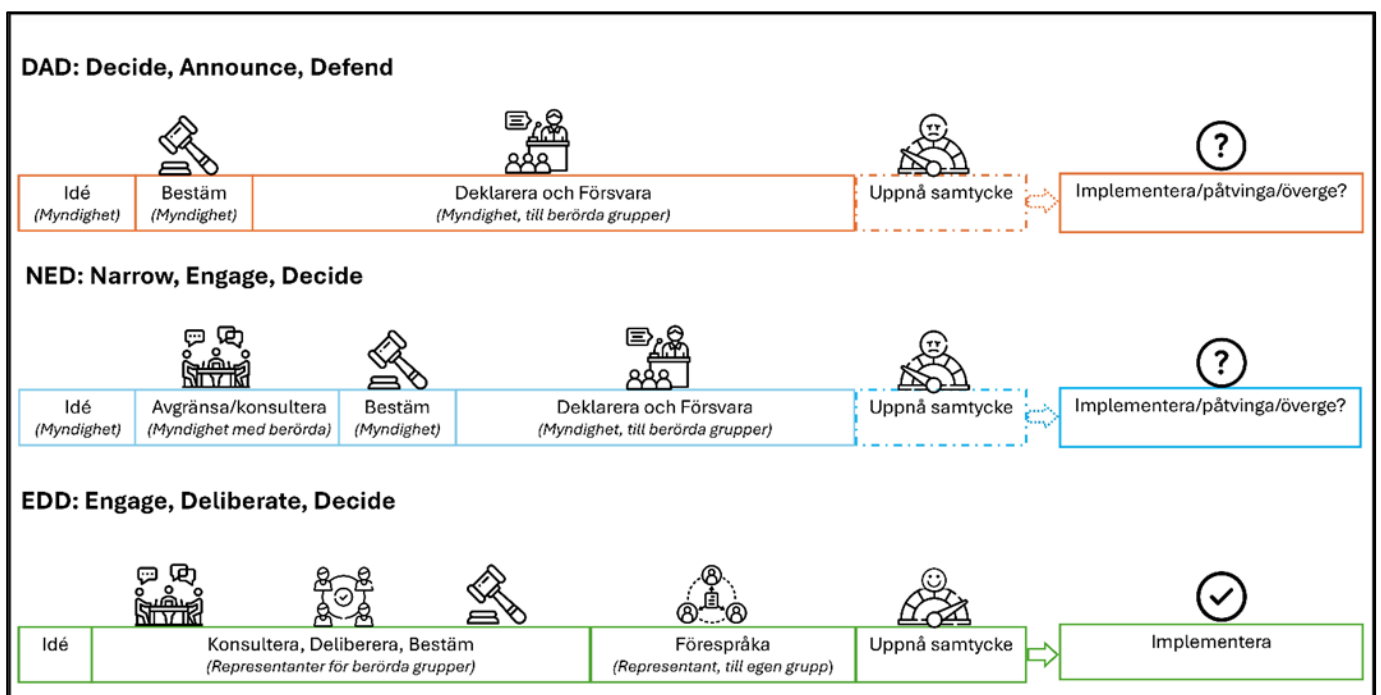 DAD: Decide, Announce, Defend
Idé
(Myndighet)
Bestäm
(Myndighet)
Deklarera och Försvara
(Myndighet, till berörda grupper)
Uppnå samtycke
Implementera/påtvinga/överge?
NED: Narrow, Engage, Decide
Idé
(Myndighet)
Avgränsa/konsultera
(Myndighet med berörda)
Bestäm
(Myndighet)
Deklarera och Försvara
(Myndighet, till berörda grupper)
Uppnå samtycke
Implementera/påtvinga/överge?
EDD: Engage, Deliberate, Decide
Idé
Konsultera, Deliberera, Bestäm
(Representanter för berörda grupper)
Förespråka
(Representant, till egen grupp)
Uppnå samtycke
Implementera